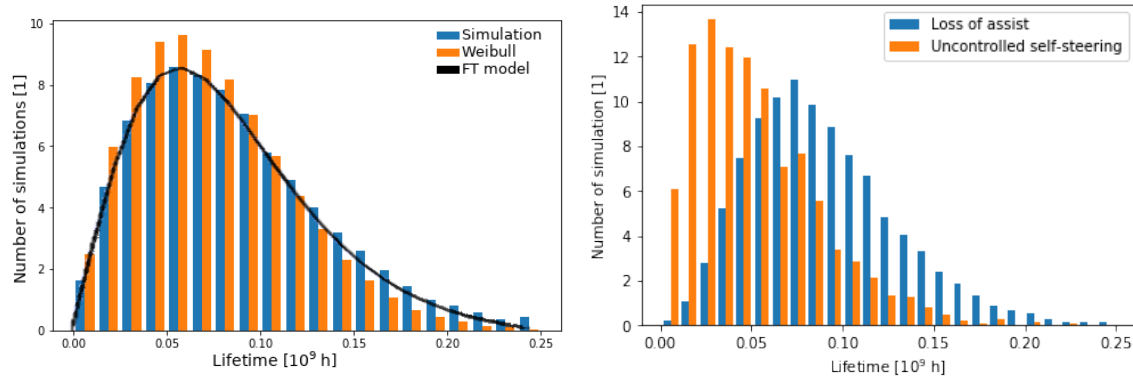 Number of simulations [1]
10
8
6
4
2
0
Simulation
Weibull
FT model
0.00 0.05 0.10 0.15 0.20 0.25
Lifetime [10⁹ h]
Number of simulation [1]
14
12
10
8
6
4
2
0
Loss of assist
Uncontrolled self-steering
0.00 0.05 0.10 0.15 0.20 0.25
Lifetime [10⁹ h]